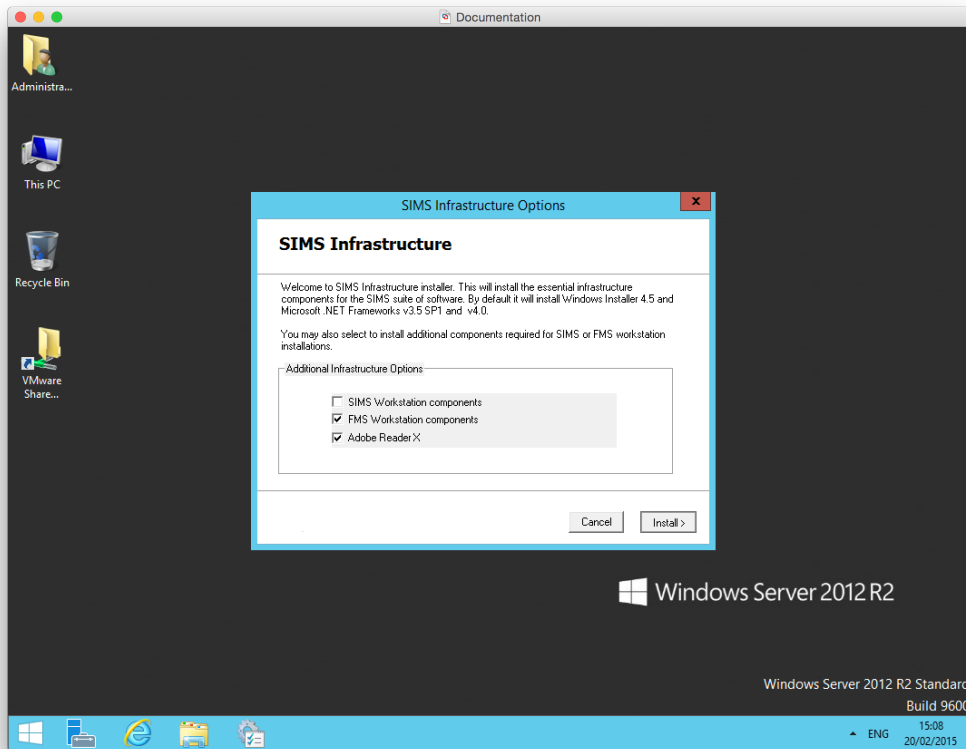 Documentation
Administra...
This PC
Recycle Bin
VMware
Share...
SIMS Infrastructure Options
x
SIMS Infrastructure
Welcome to SIMS Infrastructure installer. This will install the essential infrastructure
components for the SIMS suite of software. By default it will install Windows Installer 4.5 and
Microsoft .NET Frameworks v3.5 SP1 and v4.0.
You may also select to install additional components required for SIMS or FMS workstation
installations.
Additional Infrastructure Options
SIMS Workstation components
FMS Workstation components
Adobe Reader X
Cancel
Install >
Windows Server 2012 R2
Windows Server 2012 R2 Standard
Build 9600
ENG
15:08
20/02/2015